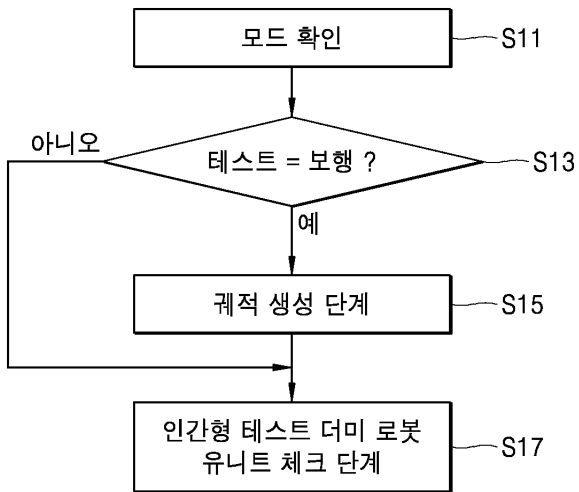 모드 확인
S11
아니오
테스트 = 보행 ?
S13
예
궤적 생성 단계
S15
인간형 테스트 더미 로봇
유니트 체크 단계
S17